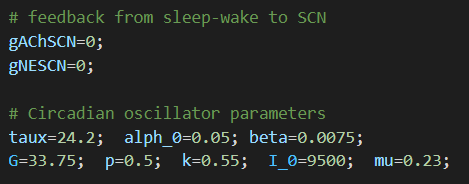 # feedback from sleep-wake to SCN
gAChSCN=0;
gNESCN=0;
# Circadian oscillator parameters
taux=24.2;  alph_0=0.05; beta=0.0075;
G=33.75;  p=0.5;  k=0.55;  I_0=9500;  mu=0.23;